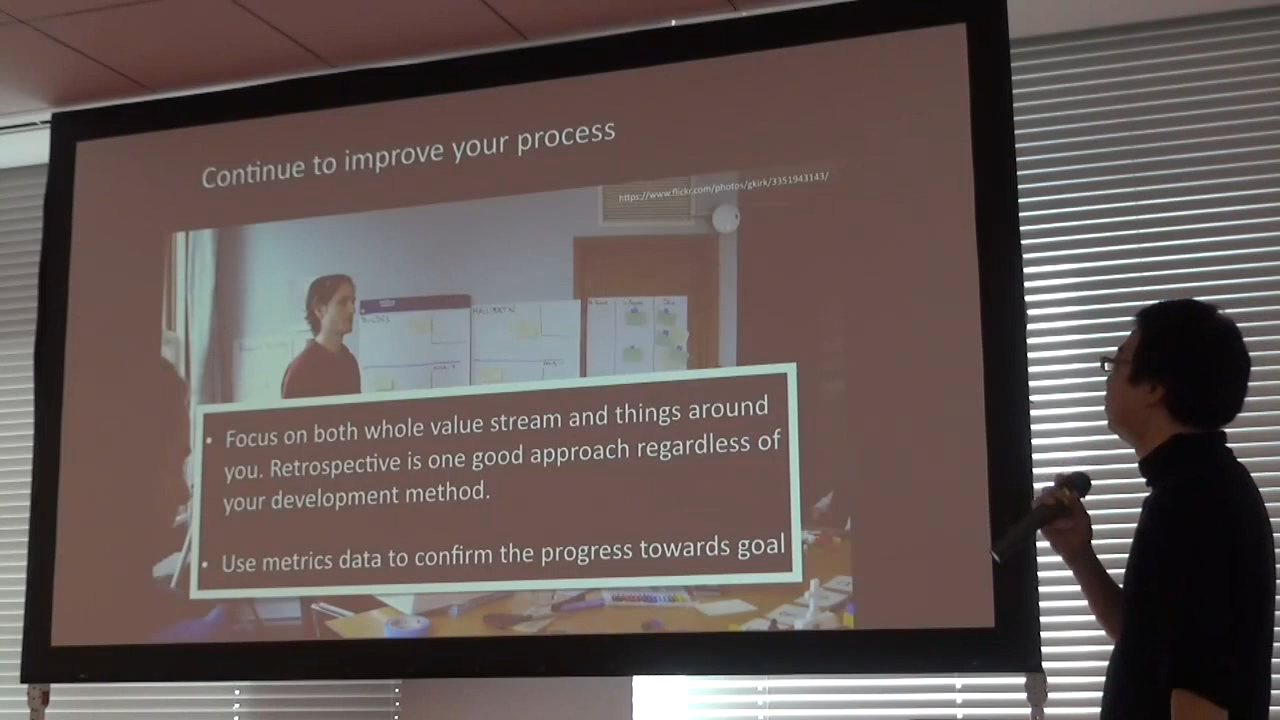 Continue to improve your process
https://www.flickr.com/photos/gkirk/3351943143/
• Focus on both whole value stream and things around
you. Retrospective is one good approach regardless of
your development method.
• Use metrics data to confirm the progress towards goal